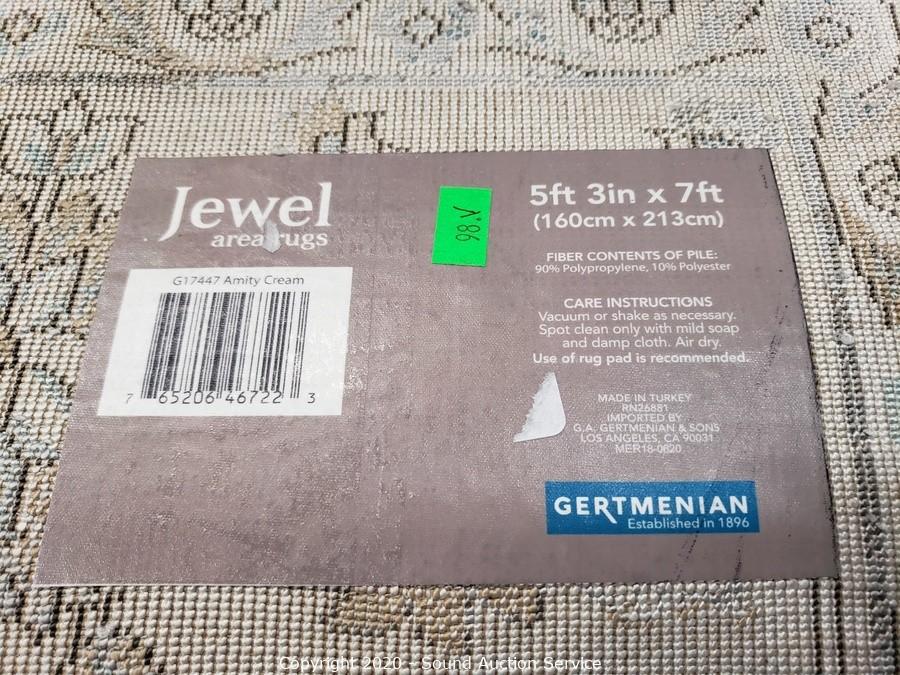 Jewel
area rugs
G17447 Amity Cream
7 65206 46722 3
5ft 3in x 7ft
(160cm x 213cm)
FIBER CONTENTS OF PILE:
90% Polypropylene, 10% Polyester
CARE INSTRUCTIONS
Vacuum or shake as necessary.
Spot clean only with mild soap
and damp cloth. Air dry.
Use of rug pad is recommended.
MADE IN TURKEY
RN26881
IMPORTED BY
G.A. GERTMENIAN & SONS
LOS ANGELES, CA 90031
MER18-0820
GERTMENIAN
Established in 1896
Copyright 2020 - Sound Auction Service